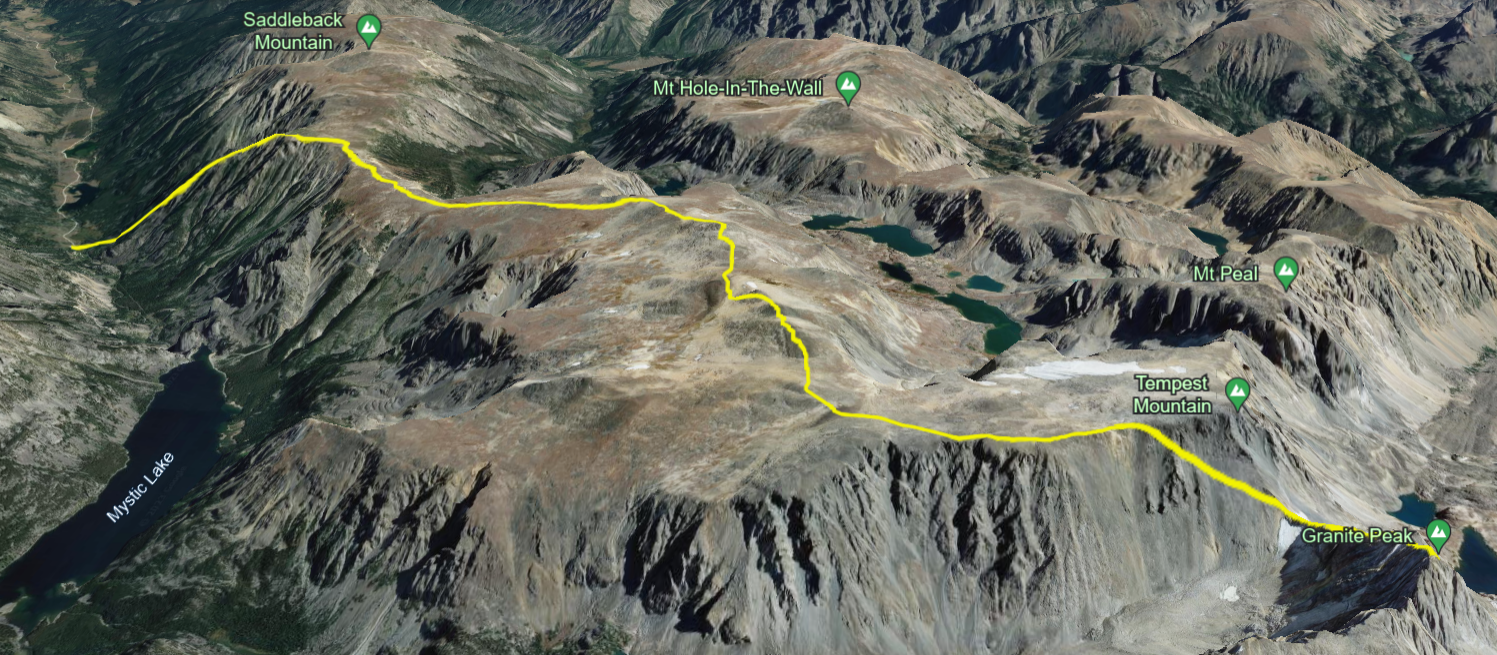 Saddleback
Mountain
Mt Hole-In-The-Wall
Mt Peal
Tempest
Mountain
Mystic Lake
Granite Peak